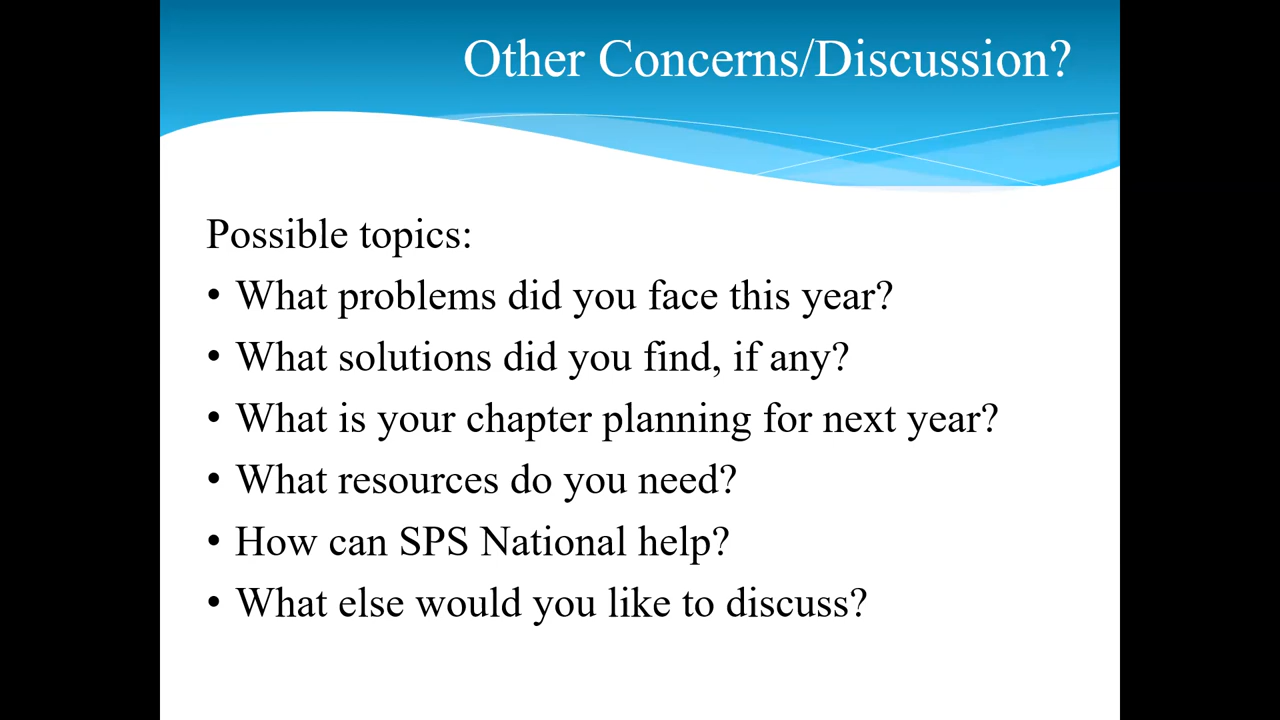 Other Concerns/Discussion?
Possible topics:
• What problems did you face this year?
• What solutions did you find, if any?
• What is your chapter planning for next year?
• What resources do you need?
• How can SPS National help?
• What else would you like to discuss?